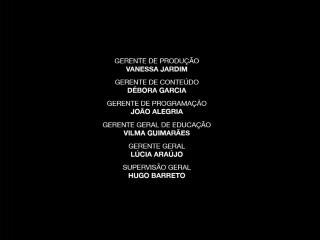 GERENTE DE PRODUÇÃO
VANESSA JARDIM
GERENTE DE CONTEÚDO
DÉBORA GARCIA
GERENTE DE PROGRAMAÇÃO
JOÃO ALEGRIA
GERENTE GERAL DE EDUCAÇÃO
VILMA GUIMARÃES
GERENTE GERAL
LÚCIA ARAÚJO
SUPERVISÃO GERAL
HUGO BARRETO